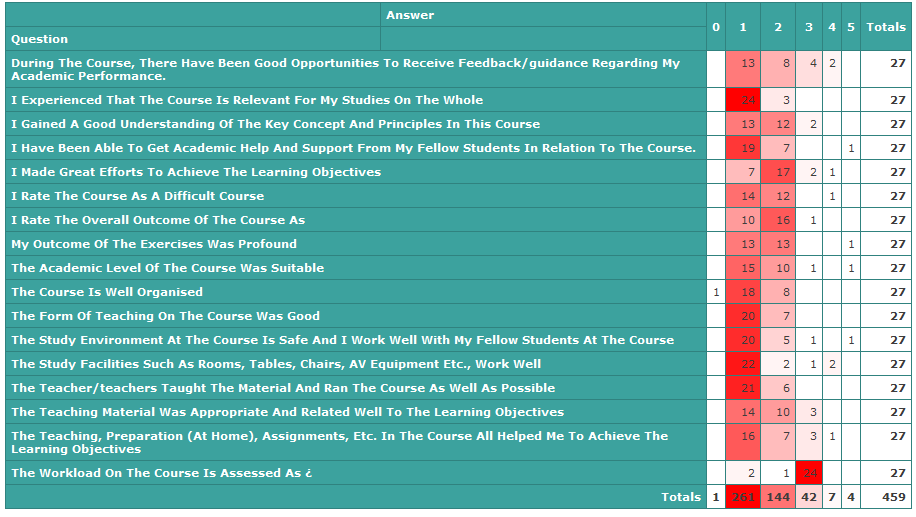 Answer
Question 0 1 2 3 4 5 Totals
During The Course, There Have Been Good Opportunities To Receive Feedback/guidance Regarding My
Academic Performance. 13 8 4 2 27
I Experienced That The Course Is Relevant For My Studies On The Whole 24 3 27
I Gained A Good Understanding Of The Key Concept And Principles In This Course 13 12 2 27
I Have Been Able To Get Academic Help And Support From My Fellow Students In Relation To The Course. 19 7 1 27
I Made Great Efforts To Achieve The Learning Objectives 7 17 2 1 27
I Rate The Course As A Difficult Course 14 12 1 27
I Rate The Overall Outcome Of The Course As 10 16 1 27
My Outcome Of The Exercises Was Profound 13 13 1 27
The Academic Level Of The Course Was Suitable 15 10 1 1 27
The Course Is Well Organised 1 18 8 27
The Form Of Teaching On The Course Was Good 20 7 27
The Study Environment At The Course Is Safe And I Work Well With My Fellow Students At The Course 20 5 1 1 27
The Study Facilities Such As Rooms, Tables, Chairs, AV Equipment Etc., Work Well 22 2 1 2 27
The Teacher/teachers Taught The Material And Ran The Course As Well As Possible 21 6 27
The Teaching Material Was Appropriate And Related Well To The Learning Objectives 14 10 3 27
The Teaching, Preparation (At Home), Assignments, Etc. In The Course All Helped Me To Achieve The
Learning Objectives 16 7 3 1 27
The Workload On The Course Is Assessed As ¿ 2 1 24 27
Totals 1 261 144 42 7 4 459